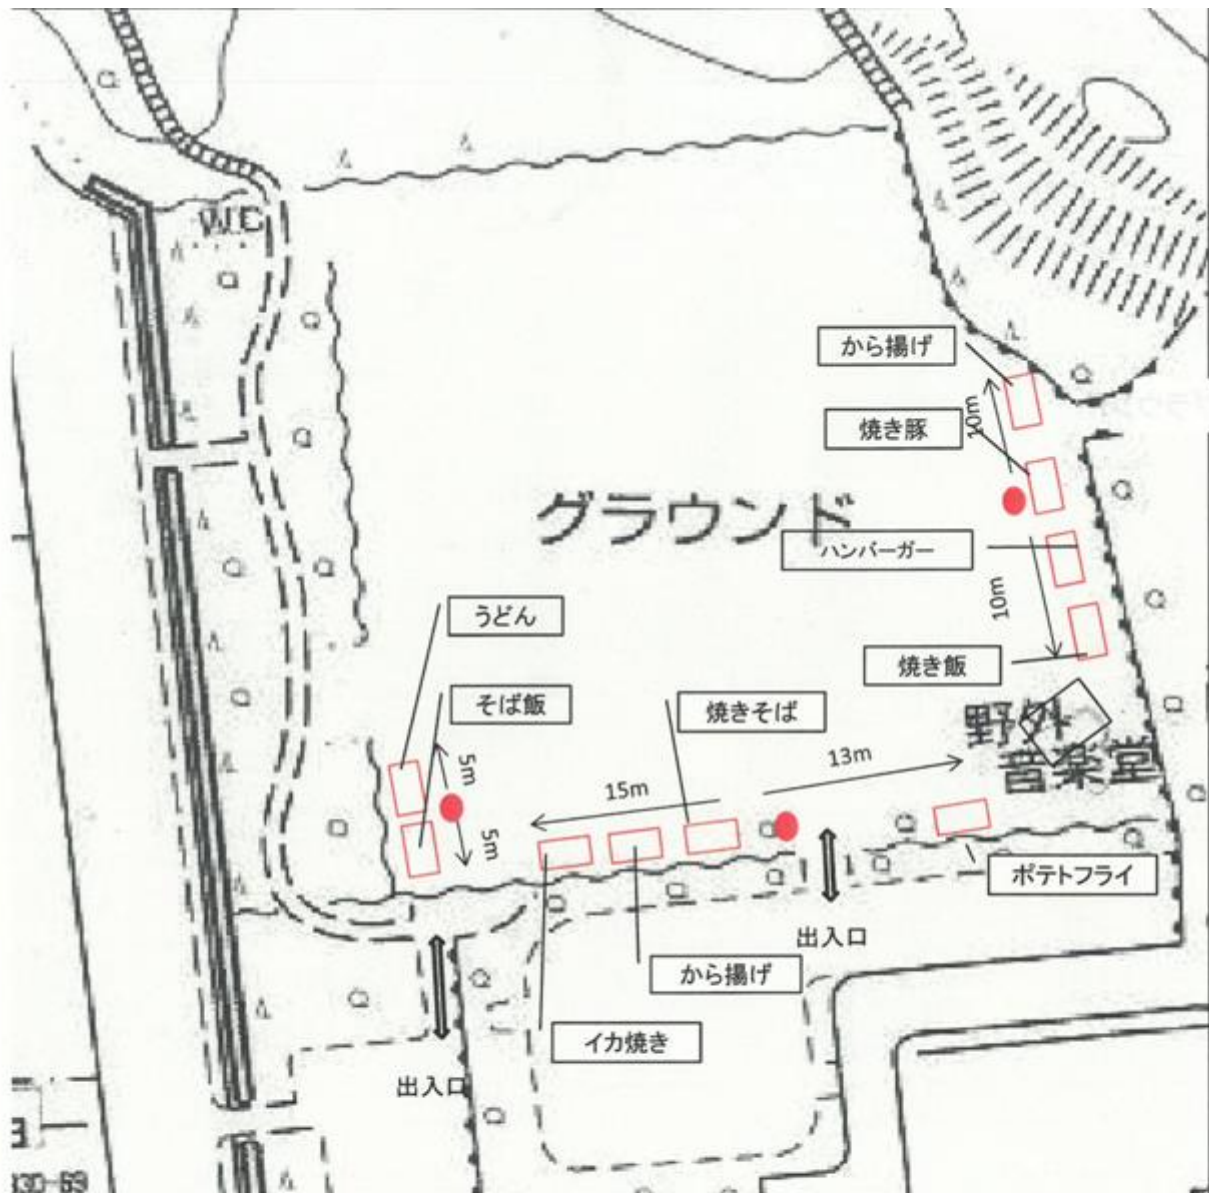 W.C
から揚げ
10m
焼き豚
グラウンド
ハンバーガー
10m
うどん
焼き飯
そば飯
焼きそば
野外
音楽堂
13m
5m
15m
5m
ポテトフライ
出入口
から揚げ
イカ焼き
出入口